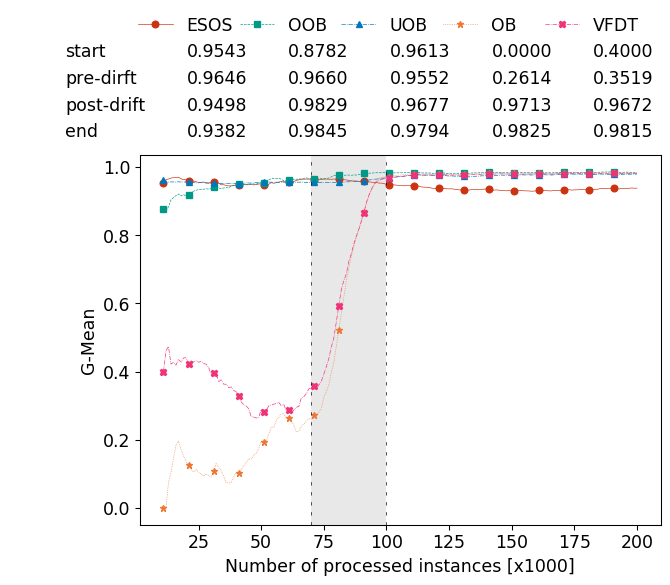 ESOS OOB UOB OB VFDT
start 0.9543 0.8782 0.9613 0.0000 0.4000
pre-dirft 0.9646 0.9660 0.9552 0.2614 0.3519
post-drift 0.9498 0.9829 0.9677 0.9713 0.9672
end 0.9382 0.9845 0.9794 0.9825 0.9815
1.0
0.8
0.6
0.4
0.2
0.0
G-Mean
25 50 75 100 125 150 175 200
Number of processed instances [x1000]